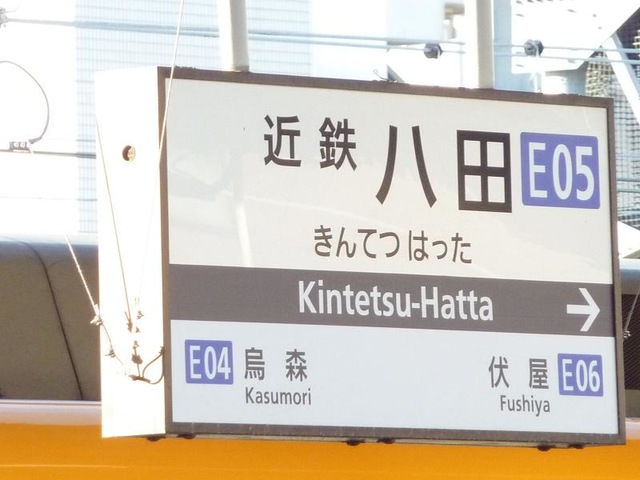 近鉄八田 E05
きんてつはった
Kintetsu-Hatta →
E04 烏森 伏屋 E06
Kasumori Fushiya